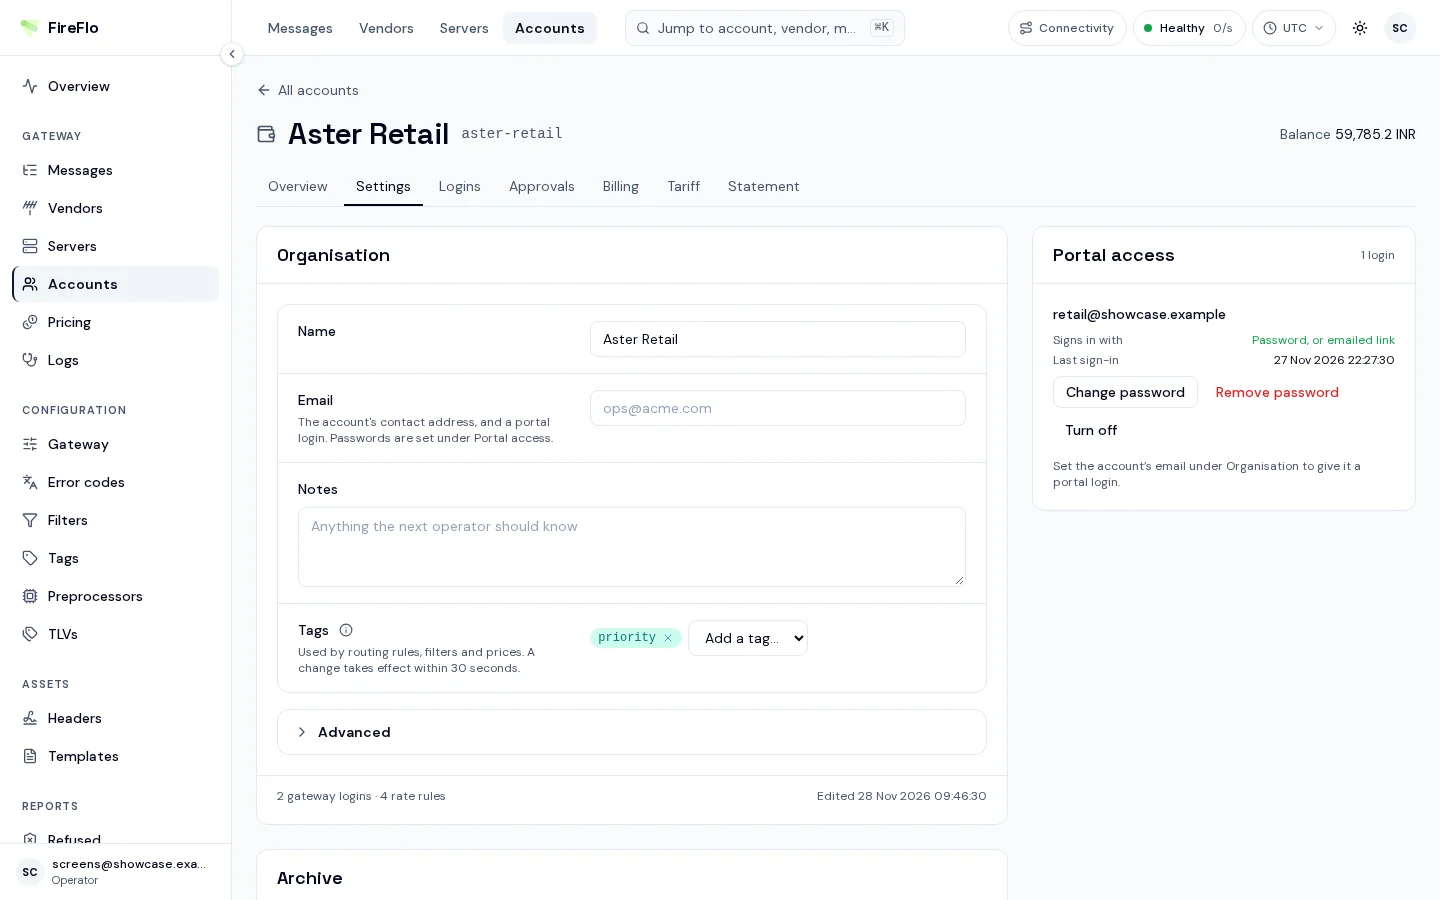 FireFlo
Messages
Vendors
Servers
Accounts
Jump to account, vendor, m...
⌘K
Connectivity
Healthy 0/s
UTC
SC
Overview
GATEWAY
Messages
Vendors
Servers
Accounts
Pricing
Logs
CONFIGURATION
Gateway
Error codes
Filters
Tags
Preprocessors
TLVs
ASSETS
Headers
Templates
REPORTS
Refused
SC
screens@showcase.exa...
Operator
All accounts
Aster Retail aster-retail
Balance 59,785.2 INR
Overview
Settings
Logins
Approvals
Billing
Tariff
Statement
Organisation
Name
Aster Retail
Email
ops@acme.com
The account's contact address, and a portal
login. Passwords are set under Portal access.
Notes
Anything the next operator should know
Tags
Used by routing rules, filters and prices. A
change takes effect within 30 seconds.
priority
Add a tag...
Advanced
2 gateway logins · 4 rate rules
Edited 28 Nov 2026 09:46:30
Archive
Portal access
1 login
retail@showcase.example
Signs in with
Password, or emailed link
Last sign-in
27 Nov 2026 22:27:30
Change password
Remove password
Turn off
Set the account's email under Organisation to give it a
portal login.